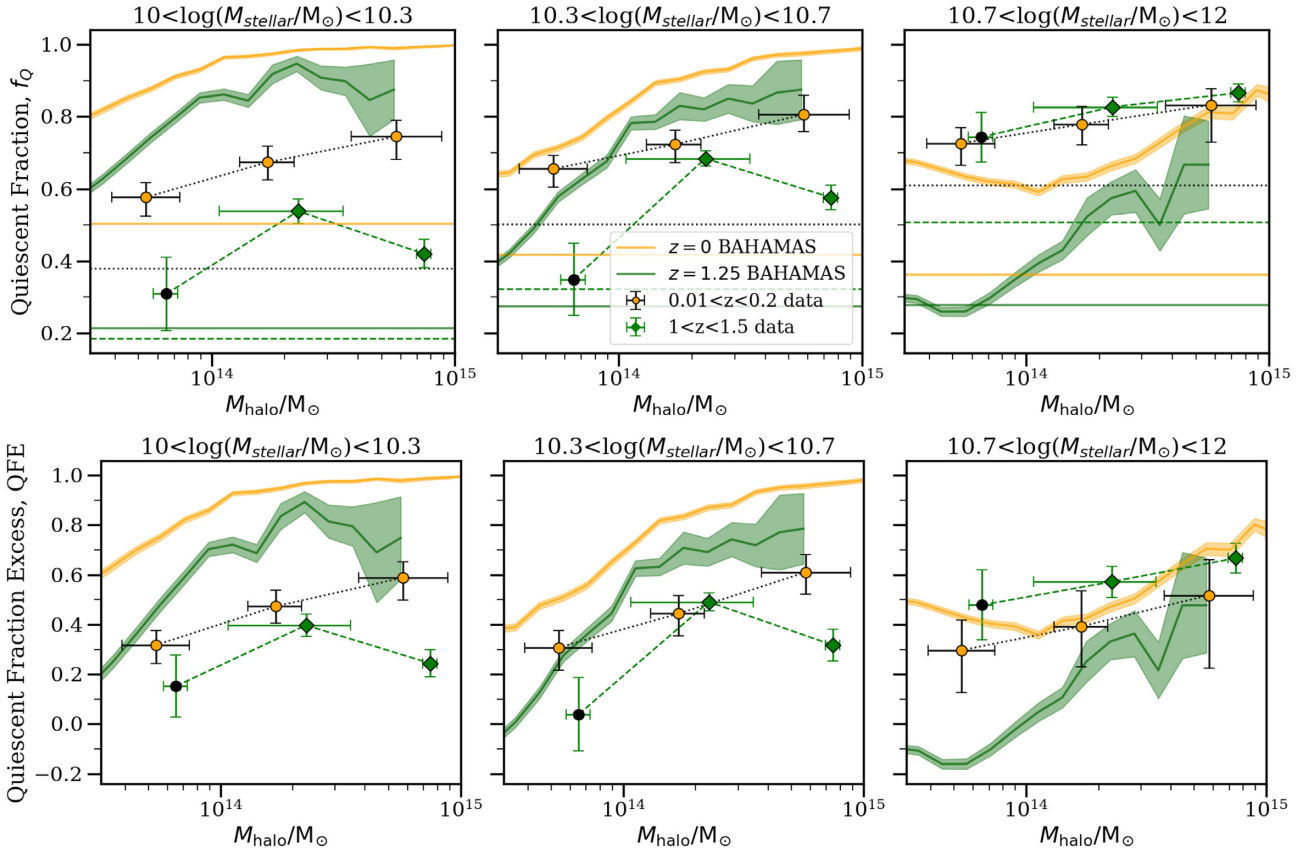 10<log(M_stellar/M⊙)<10.3
10.3<log(M_stellar/M⊙)<10.7
10.7<log(M_stellar/M⊙)<12
Quiescent Fraction, f_Q
1.0
0.8
0.6
0.4
0.2
z = 0 BAHAMAS
z = 1.25 BAHAMAS
0.01<z<0.2 data
1<z<1.5 data
10^14 10^15
10^14 10^15
10^14 10^15
M_halo/M⊙
M_halo/M⊙
M_halo/M⊙
10<log(M_stellar/M⊙)<10.3
10.3<log(M_stellar/M⊙)<10.7
10.7<log(M_stellar/M⊙)<12
Quiescent Fraction Excess, QFE
1.0
0.8
0.6
0.4
0.2
0.0
−0.2
10^14 10^15
10^14 10^15
10^14 10^15
M_halo/M⊙
M_halo/M⊙
M_halo/M⊙